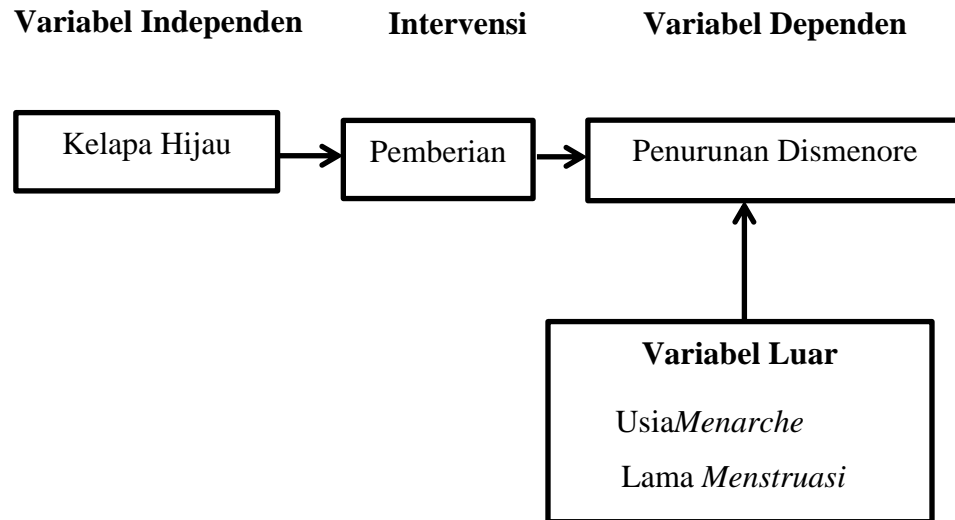 Variabel Independen
Intervensi
Variabel Dependen
Kelapa Hijau
Pemberian
Penurunan Dismenore
Variabel Luar
UsiaMenarche
Lama Menstruasi